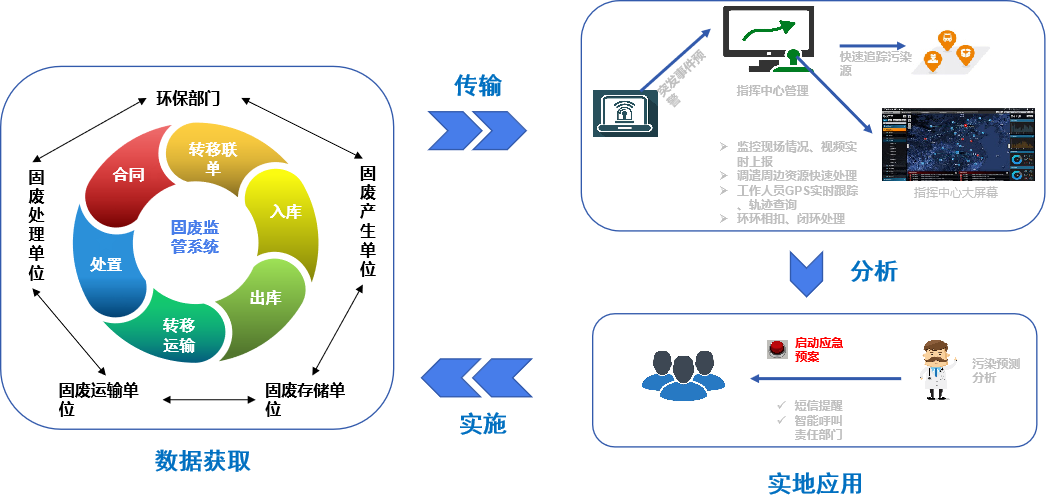 环保部门
固废处理单位
固废产生单位
固废运输单
位
固废存储单
位
合同
转移联
单
入库
出库
转移
运输
处置
固废监
管系统
数据获取
传输
突发事件预
警
指挥中心管理
快速追踪污染
源
指挥中心大屏幕
➢ 监控现场情况、视频实
时上报
➢ 调遣周边资源快速处理
➢ 工作人员GPS实时跟踪
、轨迹查询
➢ 环环相扣、闭环处理
分析
启动应急
预案
污染预测
分析
✓ 短信提醒
✓ 智能呼叫
责任部门
实地应用
实施